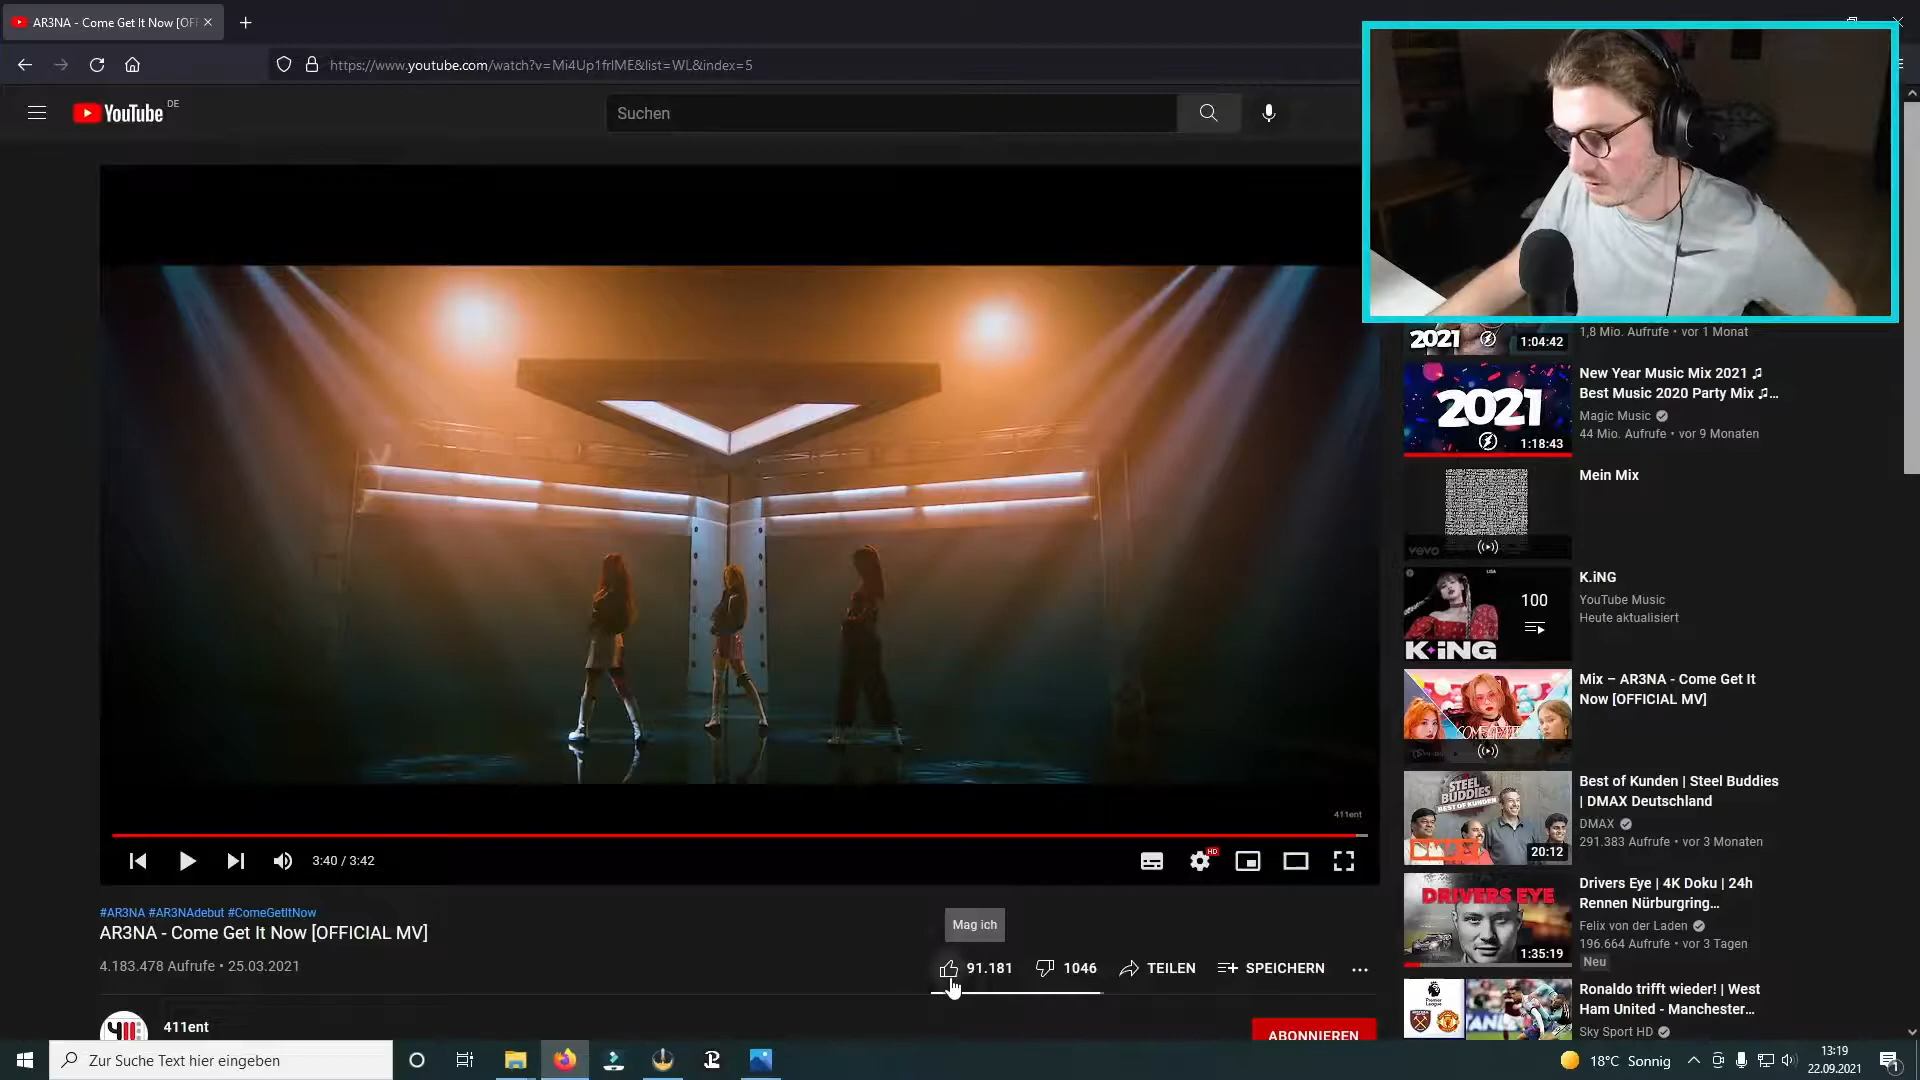 AR3NA - Come Get It Now [OFF
https://www.youtube.com/watch?v=Mi4Up1frIME&list=WL&index=5
YouTube DE
Suchen
2021
1:04:42
1,8 Mio. Aufrufe • vor 1 Monat
2021
1:18:43
New Year Music Mix 2021 ♫
Best Music 2020 Party Mix ♫...
Magic Music
44 Mio. Aufrufe • vor 9 Monaten
vevo
Mein Mix
LISA
100
K·iNG
K.iNG
YouTube Music
Heute aktualisiert
Mix – AR3NA - Come Get It
Now [OFFICIAL MV]
STEEL
BUDDIES
BEST OF KUNDEN
20:12
Best of Kunden | Steel Buddies
| DMAX Deutschland
DMAX
291.383 Aufrufe • vor 3 Monaten
DRIVERS EYE
1:35:19
Drivers Eye | 4K Doku | 24h
Rennen Nürburgring...
Felix von der Laden
196.664 Aufrufe • vor 3 Tagen
Neu
Premier
League
Ronaldo trifft wieder! | West
Ham United - Manchester...
Sky Sport HD
411ent
3:40 / 3:42
HD
#AR3NA #AR3NAdebut #ComeGetItNow
AR3NA - Come Get It Now [OFFICIAL MV]
4.183.478 Aufrufe • 25.03.2021
Mag ich
91.181
1046
TEILEN
SPEICHERN
411ent
ABONNIEREN
Zur Suche Text hier eingeben
18°C Sonnig
13:19
22.09.2021
1